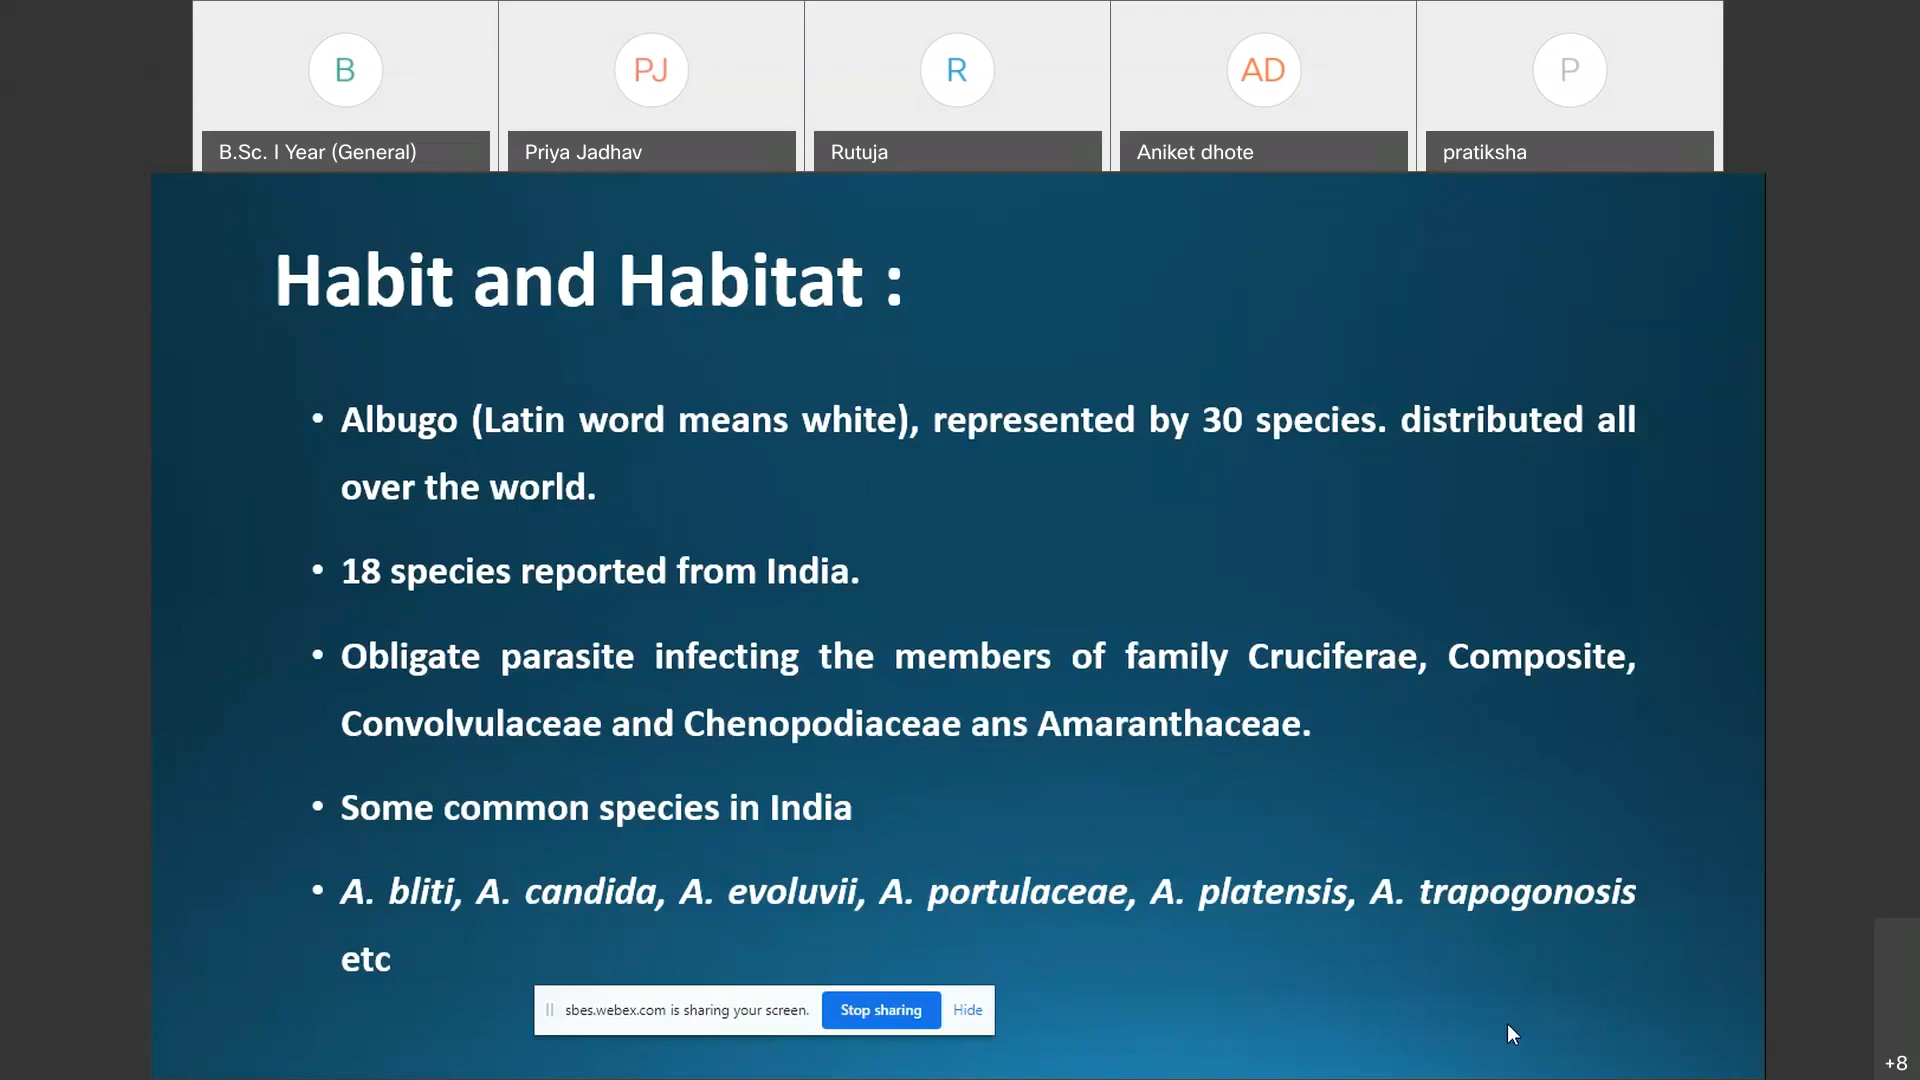 B PJ R AD P
B.Sc. I Year (General) Priya Jadhav Rutuja Aniket dhote pratiksha
Habit and Habitat :
• Albugo (Latin word means white), represented by 30 species. distributed all
over the world.
• 18 species reported from India.
• Obligate parasite infecting the members of family Cruciferae, Composite,
Convolvulaceae and Chenopodiaceae ans Amaranthaceae.
• Some common species in India
• A. bliti, A. candida, A. evoluvii, A. portulaceae, A. platensis, A. trapogonosis
etc
sbes.webex.com is sharing your screen. Stop sharing Hide
+8